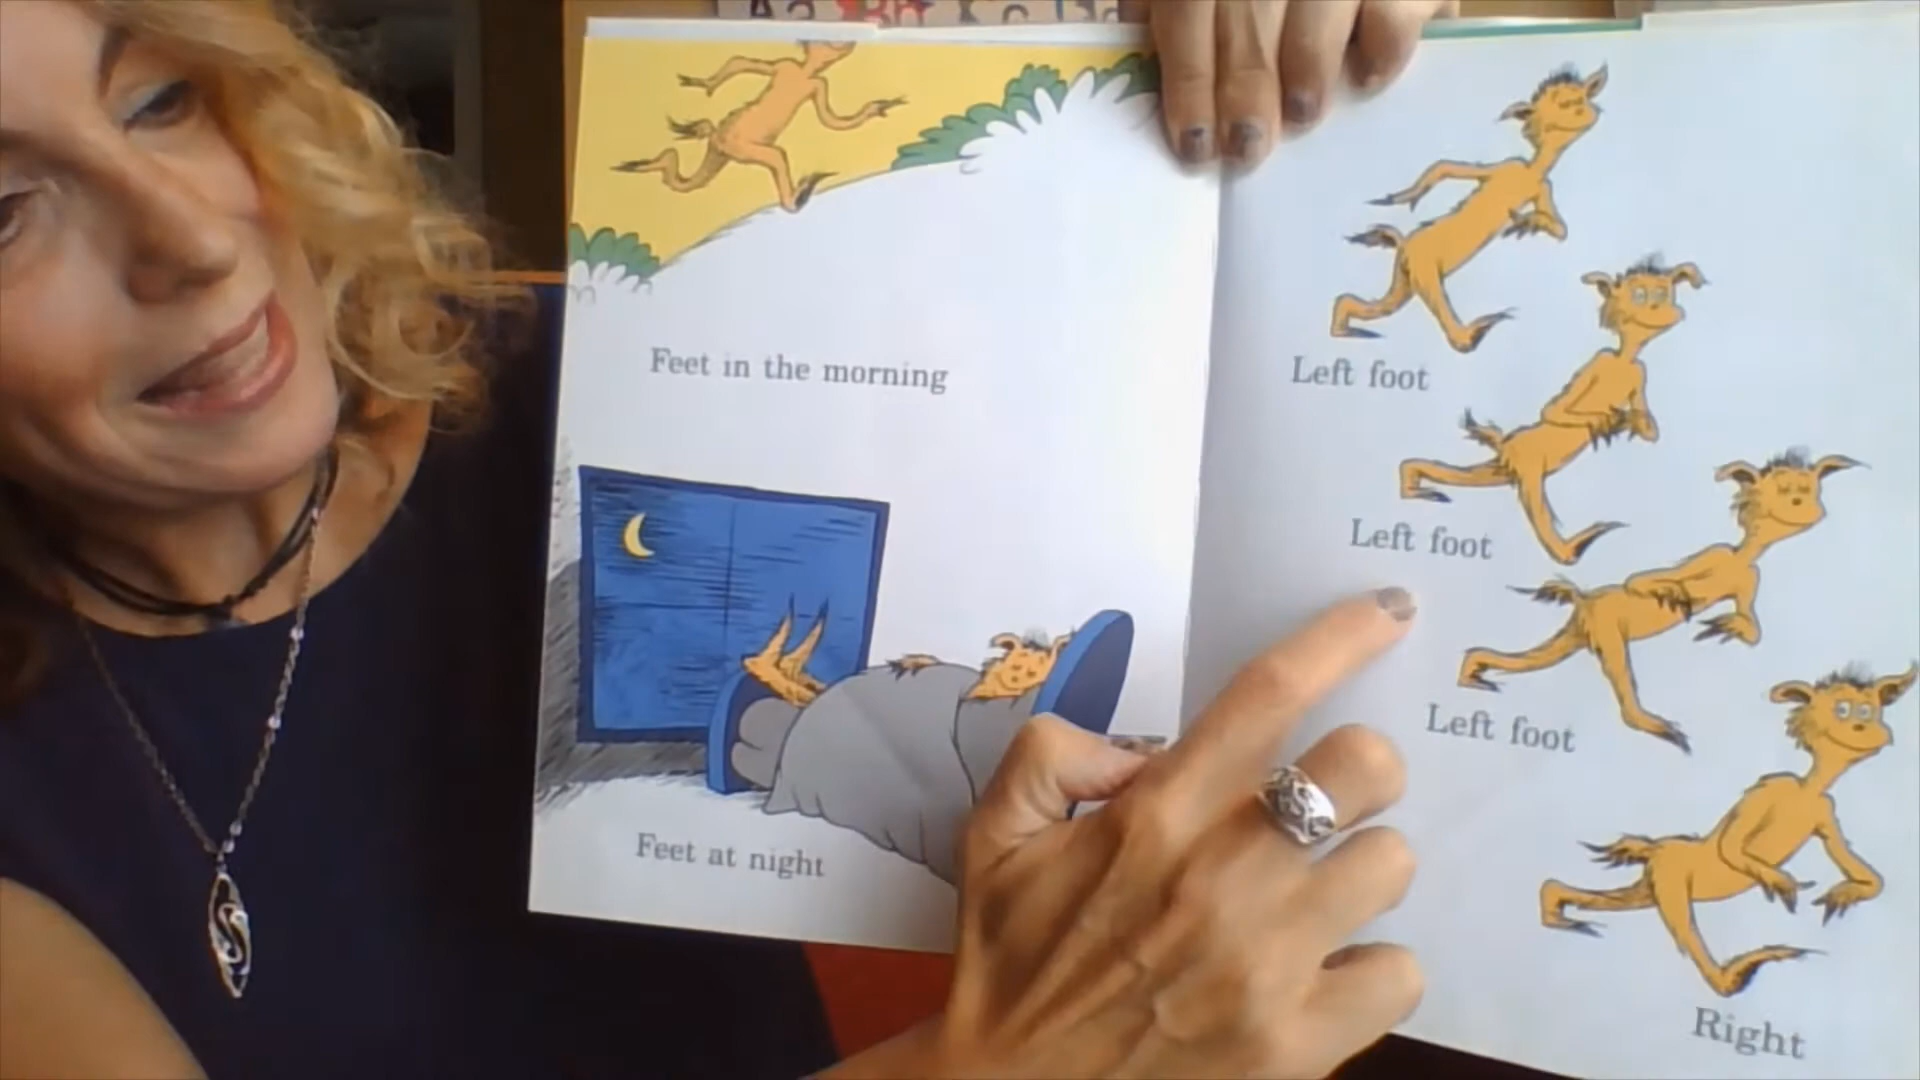 Feet in the morning
Feet at night
Left foot
Left foot
Left foot
Right